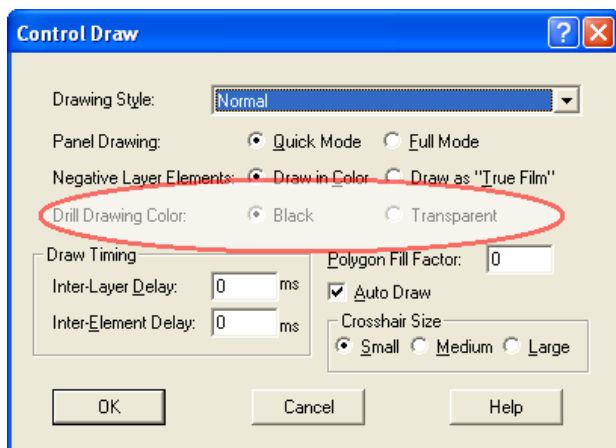 Control Draw
Drawing Style: Normal
Panel Drawing: Quick Mode Full Mode
Negative Layer Elements: Draw in Color Draw as "True Film"
Drill Drawing Color: Black Transparent
Draw Timing
Inter-Layer Delay: 0 ms
Inter-Element Delay: 0 ms
Polygon Fill Factor: 0
Auto Draw
Crosshair Size
Small Medium Large
OK Cancel Help